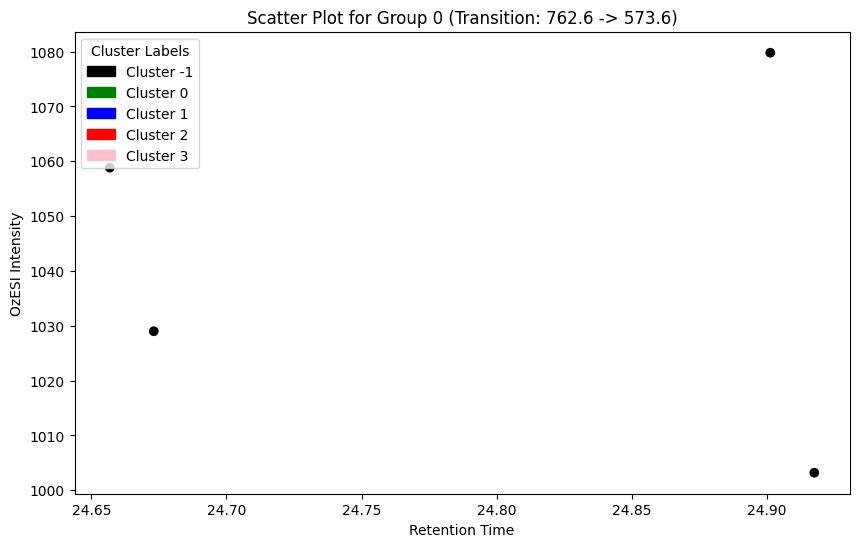 Scatter Plot for Group 0 (Transition: 762.6 -> 573.6)
Cluster Labels
Cluster -1
Cluster 0
Cluster 1
Cluster 2
Cluster 3
OzESI Intensity
1080
1070
1060
1050
1040
1030
1020
1010
1000
24.65 24.70 24.75 24.80 24.85 24.90
Retention Time